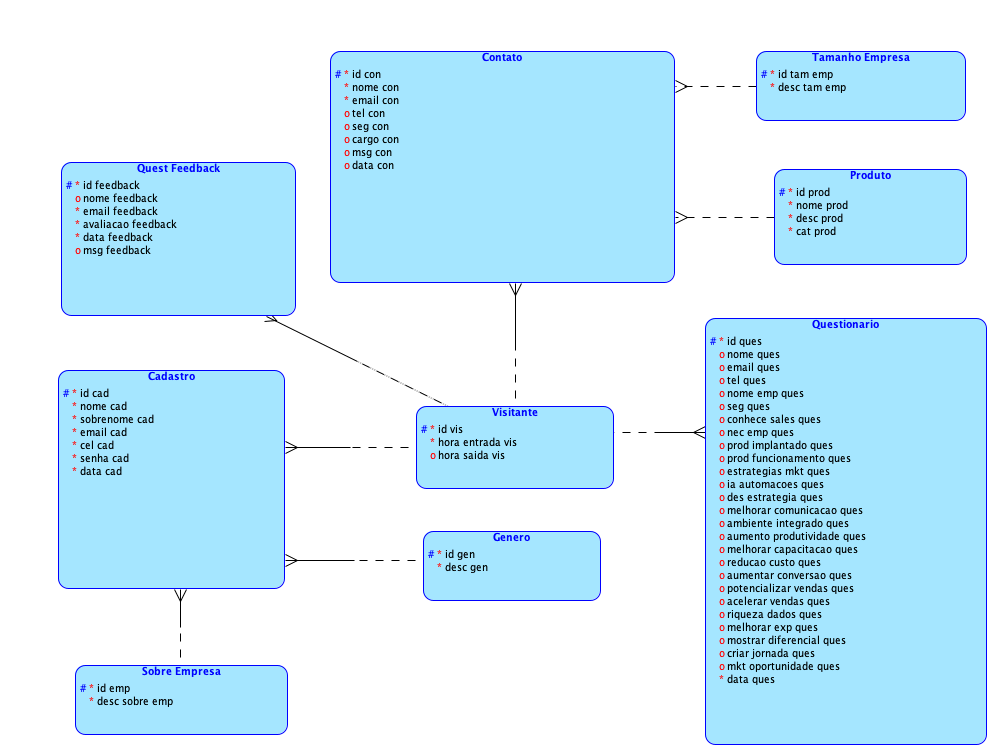 Contato
# * id con
* nome con
* email con
o tel con
o seg con
o cargo con
o msg con
o data con
Tamanho Empresa
# * id tam emp
* desc tam emp
Quest Feedback
# * id feedback
o nome feedback
* email feedback
* avaliacao feedback
* data feedback
o msg feedback
Produto
# * id prod
* nome prod
* desc prod
* cat prod
Questionario
# * id ques
o nome ques
o email ques
o tel ques
o nome emp ques
o seg ques
o conhece sales ques
o nec emp ques
o prod implantado ques
o prod funcionamento ques
o estrategias mkt ques
o ia automacoes ques
o des estrategia ques
o melhorar comunicacao ques
o ambiente integrado ques
o aumento produtividade ques
o melhorar capacitacao ques
o reducao custo ques
o aumentar conversao ques
o potencializar vendas ques
o acelerar vendas ques
o riqueza dados ques
o melhorar exp ques
o mostrar diferencial ques
o criar jornada ques
o mkt oportunidade ques
* data ques
Cadastro
# * id cad
* nome cad
* sobrenome cad
* email cad
* cel cad
* senha cad
* data cad
Visitante
# * id vis
* hora entrada vis
o hora saida vis
Genero
# * id gen
* desc gen
Sobre Empresa
# * id emp
* desc sobre emp